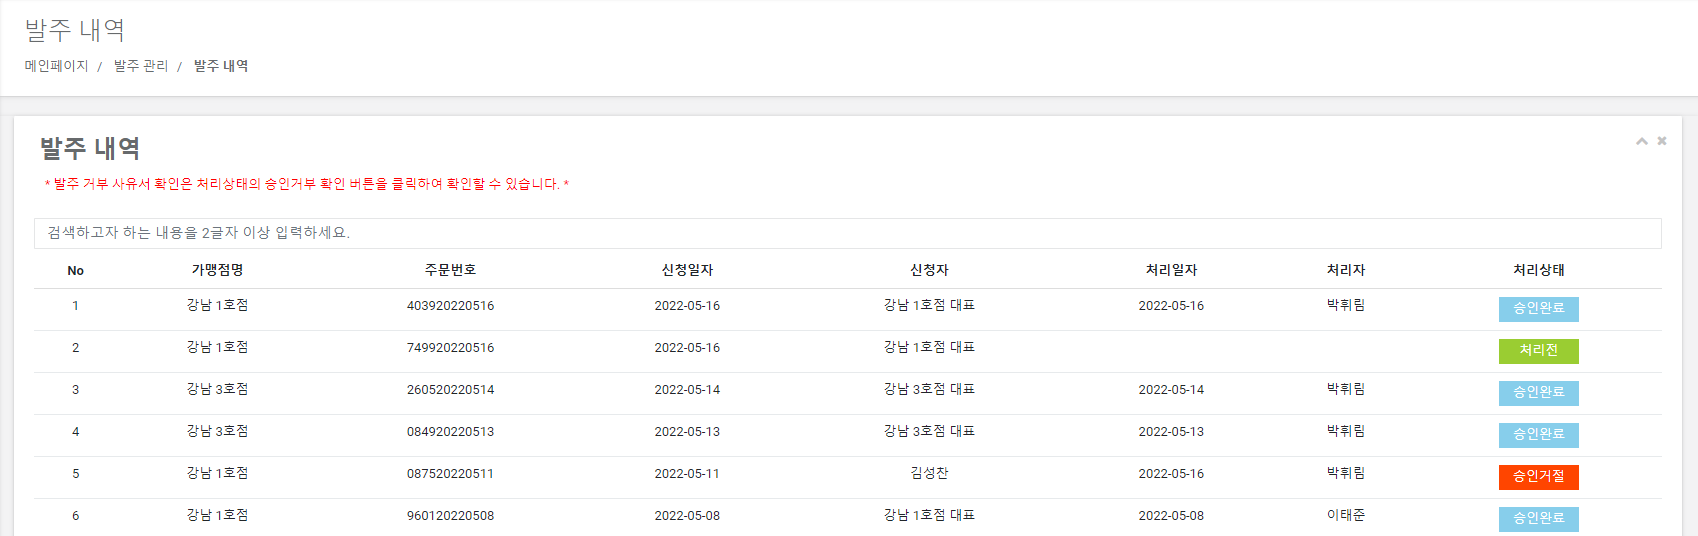 발주 내역
메인페이지 / 발주 관리 / 발주 내역
발주 내역
* 발주 거부 사유서 확인은 처리상태의 승인거부 확인 버튼을 클릭하여 확인할 수 있습니다. *
검색하고자 하는 내용을 2글자 이상 입력하세요.
No 가맹점명 주문번호 신청일자 신청자 처리일자 처리자 처리상태
1 강남 1호점 403920220516 2022-05-16 강남 1호점 대표 2022-05-16 박휘림 승인완료
2 강남 1호점 749920220516 2022-05-16 강남 1호점 대표 처리전
3 강남 3호점 260520220514 2022-05-14 강남 3호점 대표 2022-05-14 박휘림 승인완료
4 강남 3호점 084920220513 2022-05-13 강남 3호점 대표 2022-05-13 박휘림 승인완료
5 강남 1호점 087520220511 2022-05-11 김성찬 2022-05-16 박휘림 승인거절
6 강남 1호점 960120220508 2022-05-08 강남 1호점 대표 2022-05-08 이태준 승인완료